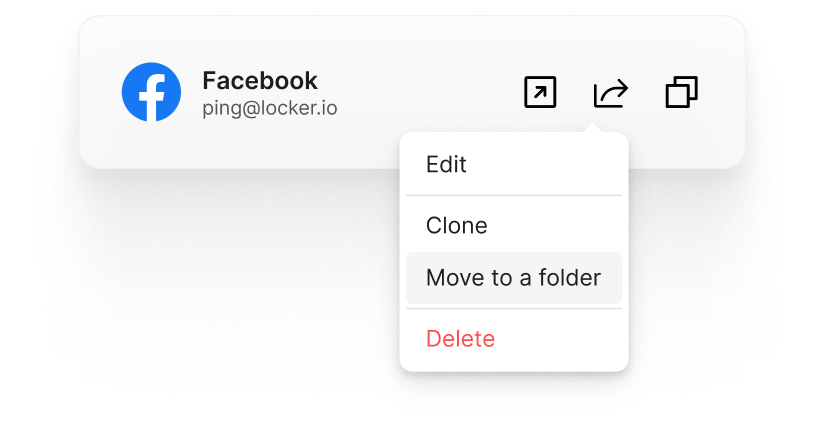 Facebook
ping@locker.io
Edit
Clone
Move to a folder
Delete